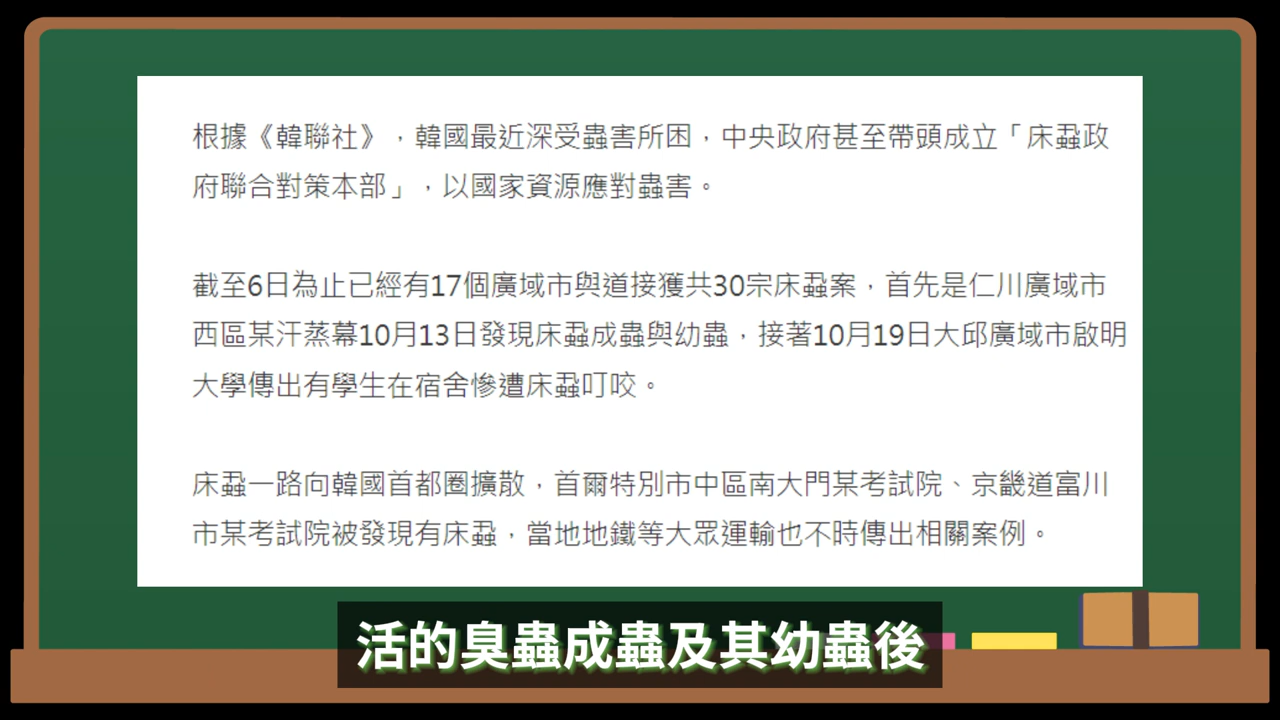 根據《韓聯社》，韓國最近深受蟲害所困，中央政府甚至帶頭成立「床蝨政
府聯合對策本部」，以國家資源應對蟲害。
截至6日為止已經有17個廣域市與道接獲共30宗床蝨案，首先是仁川廣域市
西區某汗蒸幕10月13日發現床蝨成蟲與幼蟲，接著10月19日大邱廣域市啟明
大學傳出有學生在宿舍慘遭床蝨叮咬。
床蝨一路向韓國首都圈擴散，首爾特別市中區南大門某考試院、京畿道富川
市某考試院被發現有床蝨，當地地鐵等大眾運輸也不時傳出相關案例。
活的臭蟲成蟲及其幼蟲後